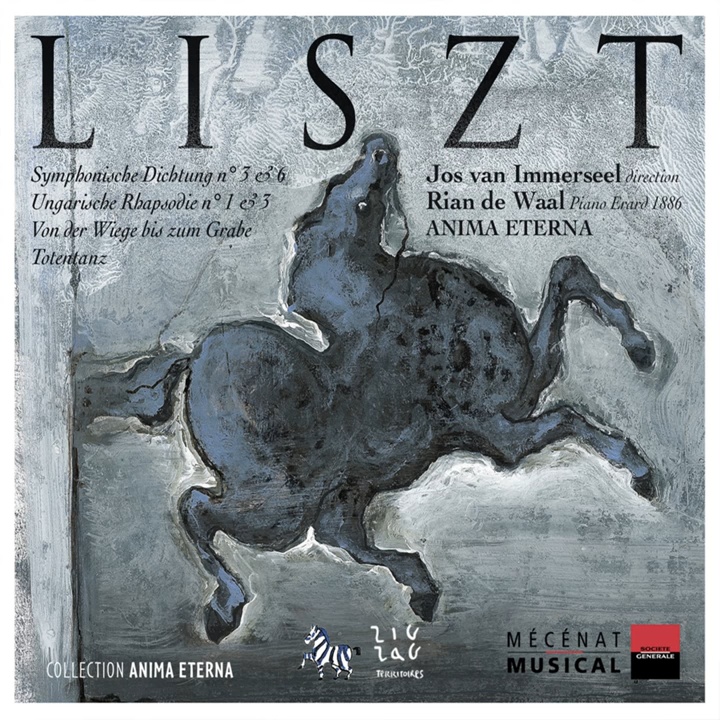 LISZT
Symphonische Dichtung n° 3 & 6
Ungarische Rhapsodie n° 1 & 3
Von der Wiege bis zum Grabe
Totentanz
Jos van Immerseel direction
Rian de Waal Piano Erard 1886
ANIMA ETERNA
COLLECTION ANIMA ETERNA
ZIG
ZAG
TERRITOIRES
MÉCÉNAT
MUSICAL
SOCIETE
GENERALE